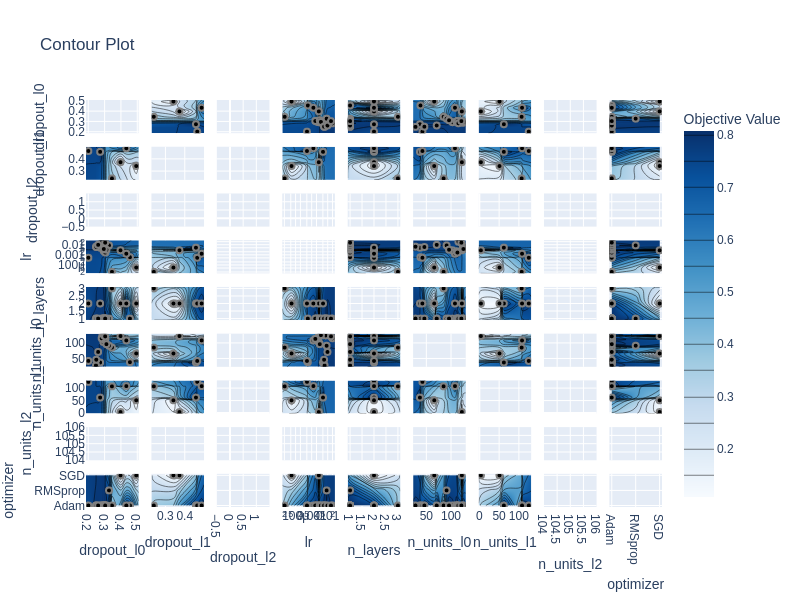 Contour Plot
Objective Value
0.8
0.7
0.6
0.5
0.4
0.3
0.2
dropout_l0
0.5
0.4
0.3
0.2
dropout_l1
0.4
0.3
dropout_l2
1
0.5
0
−0.5
lr
0.01
0.001
n_layers
3
2.5
2
1.5
1
n_units_l0
100
50
n_units_l1
100
50
0
n_units_l2
106
105.5
105
104.5
104
optimizer
SGD
RMSprop
Adam
0.2
0.3
0.4
0.5
dropout_l0
0.3 0.4
dropout_l1
−0.5
0
0.5
1
dropout_l2
lr
1
1.5
2
2.5
3
n_layers
50 100
n_units_l0
0 50 100
n_units_l1
104
104.5
105
105.5
106
n_units_l2
Adam
RMSprop
SGD
optimizer